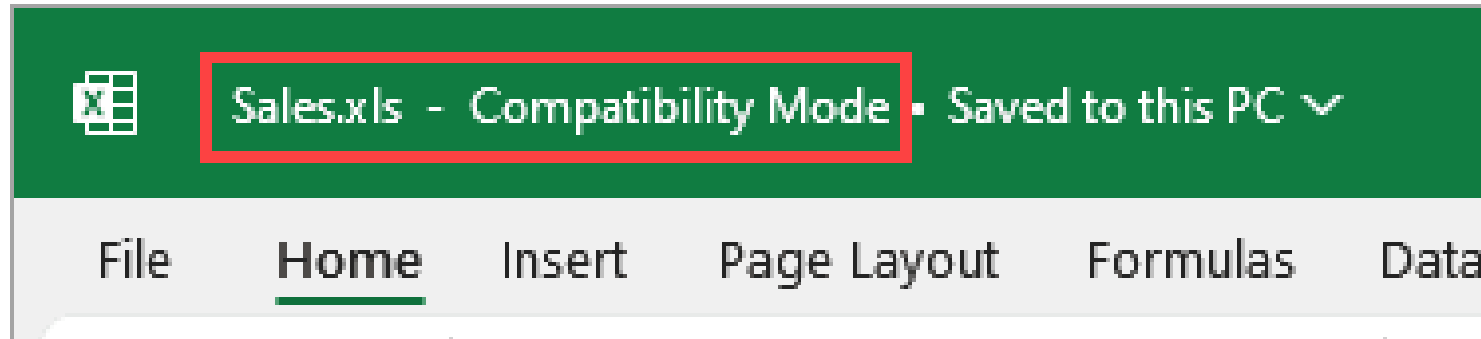 Sales.xls - Compatibility Mode • Saved to this PC
File Home Insert Page Layout Formulas Data